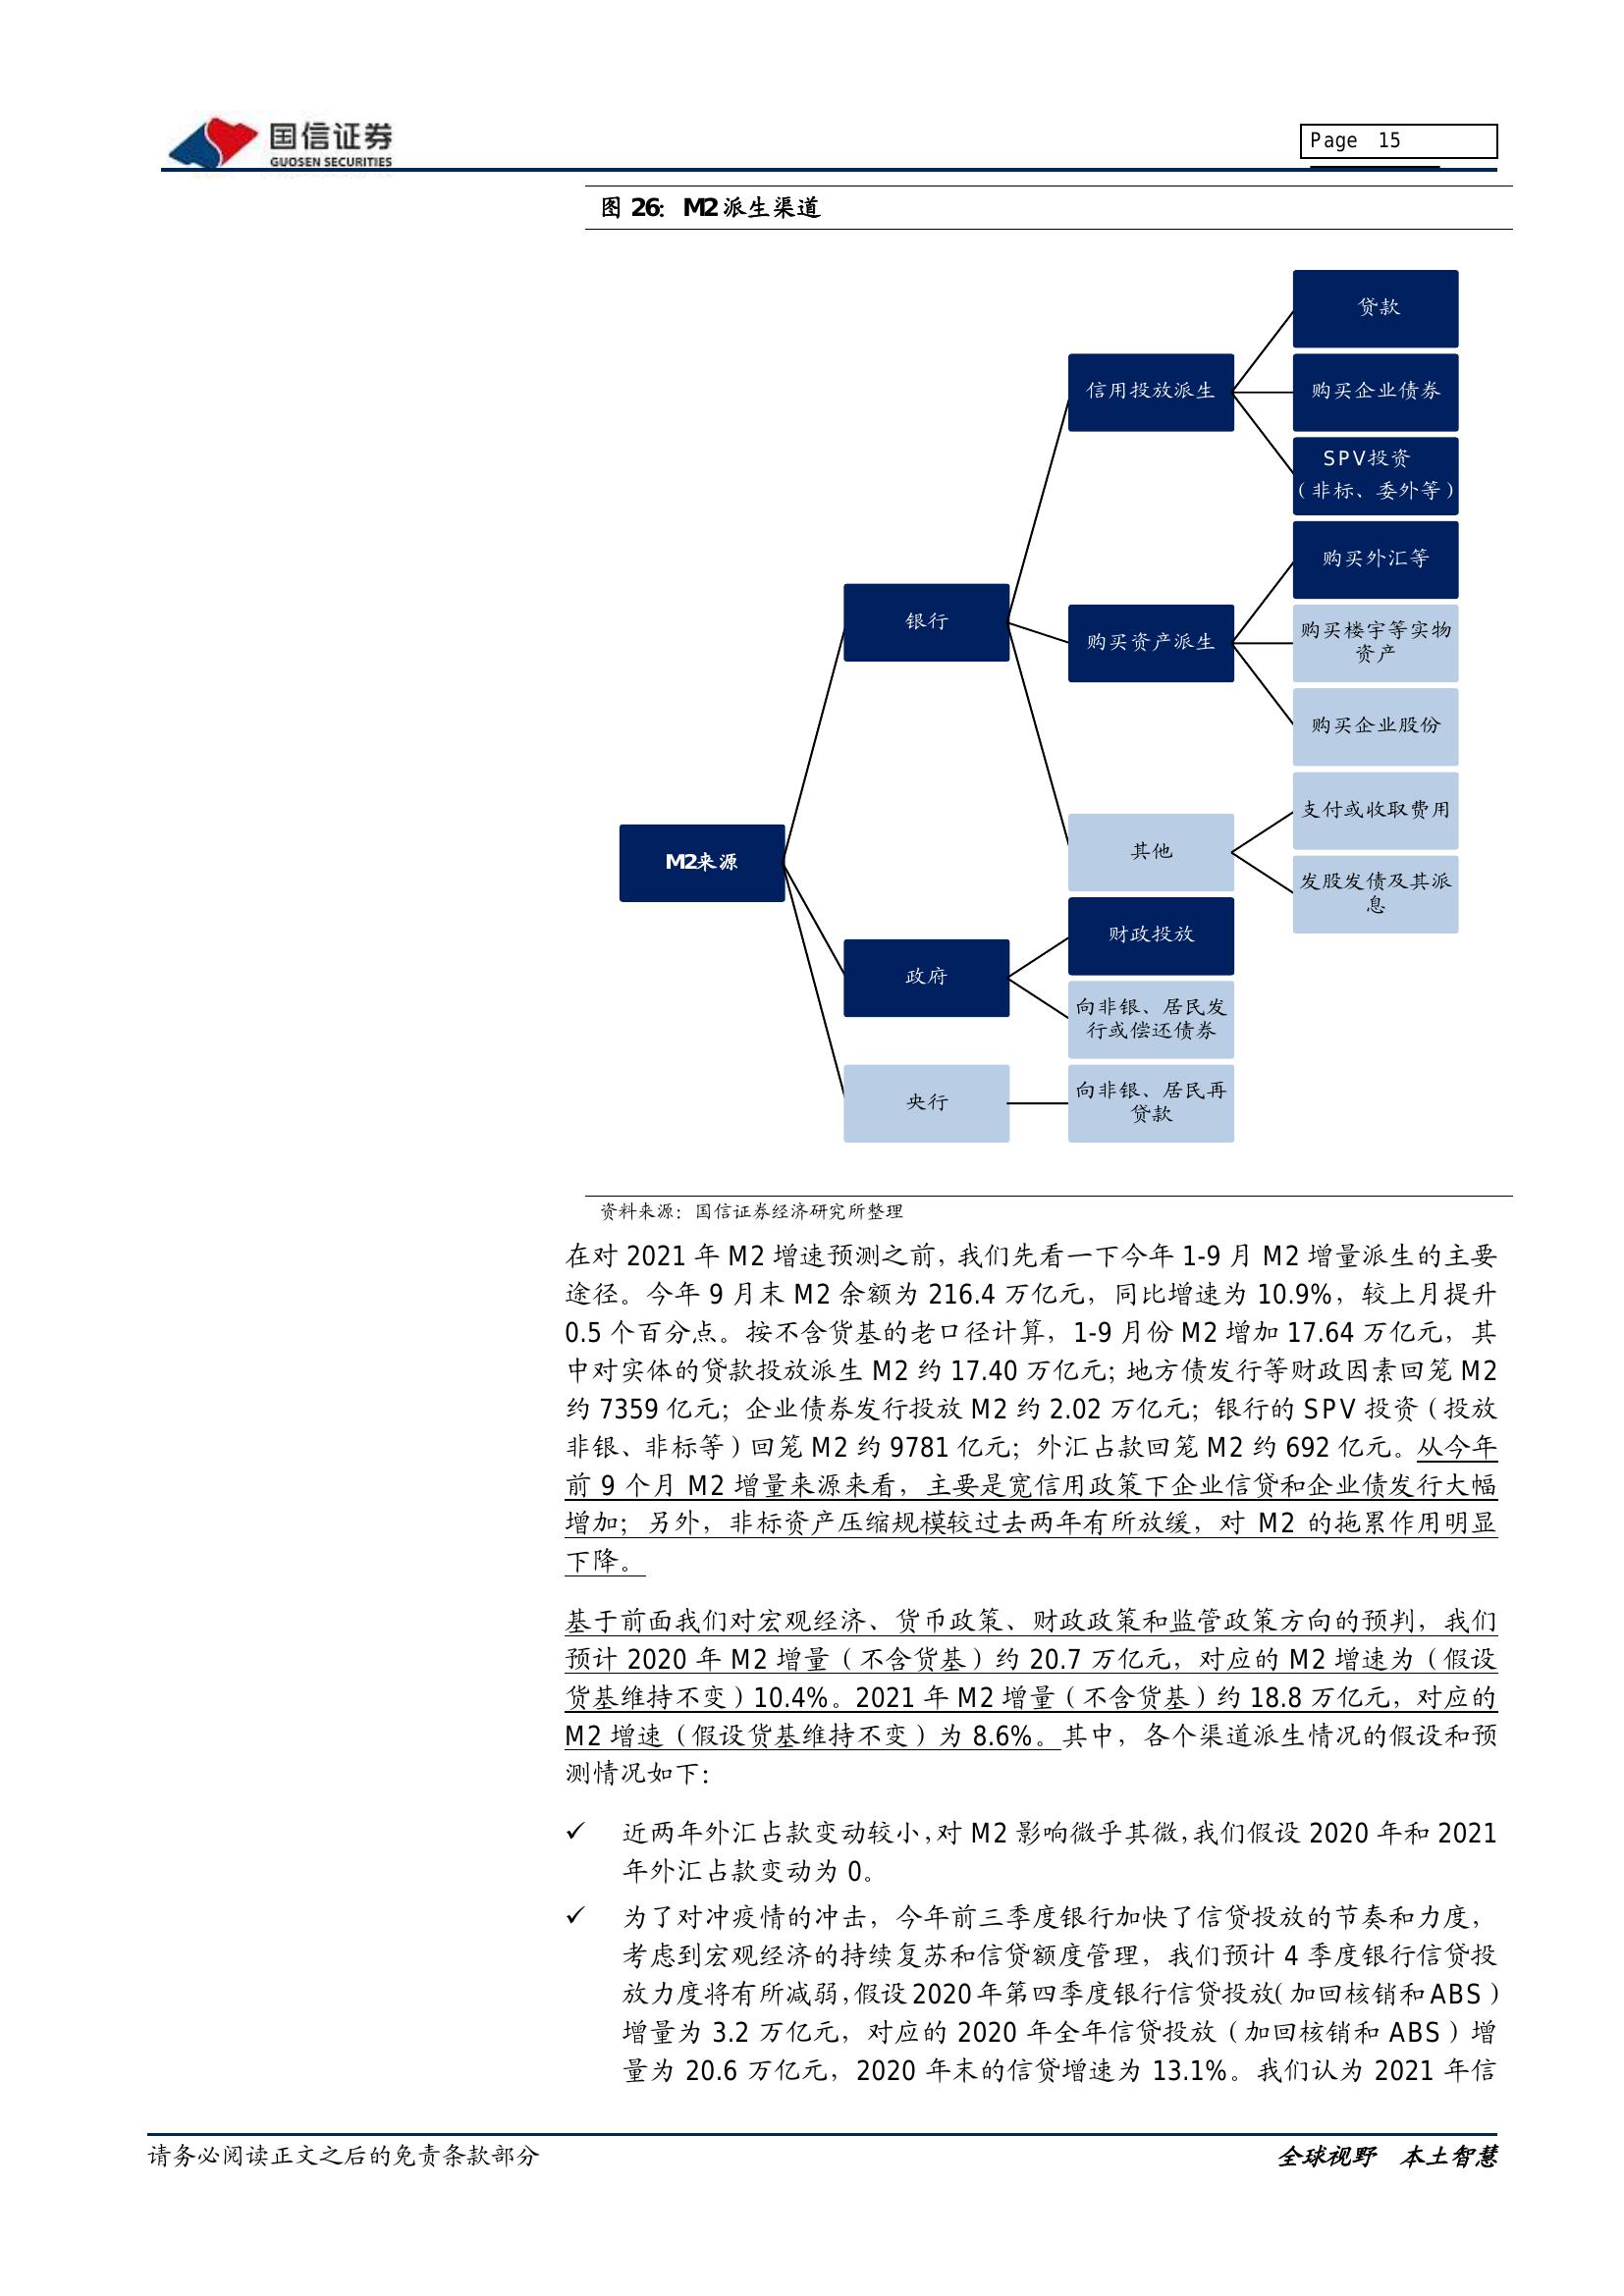 国信证券
GUOSEN SECURITIES
Page 15
图 26：M2 派生渠道
贷款
信用投放派生
购买企业债券
SPV投资
（非标、委外等）
购买外汇等
银行
购买资产派生
购买楼宇等实物
资产
购买企业股份
支付或收取费用
M2来源
其他
发股发债及其派
息
财政投放
政府
向非银、居民发
行或偿还债券
央行
向非银、居民再
贷款
资料来源：国信证券经济研究所整理
在对 2021 年 M2 增速预测之前，我们先看一下今年 1-9 月 M2 增量派生的主要
途径。今年 9 月末 M2 余额为 216.4 万亿元，同比增速为 10.9%，较上月提升
0.5 个百分点。按不含货基的老口径计算，1-9 月份 M2 增加 17.64 万亿元，其
中对实体的贷款投放派生 M2 约 17.40 万亿元；地方债发行等财政因素回笼 M2
约 7359 亿元；企业债券发行投放 M2 约 2.02 万亿元；银行的 SPV 投资（投放
非银、非标等）回笼 M2 约 9781 亿元；外汇占款回笼 M2 约 692 亿元。从今年
前 9 个月 M2 增量来源来看，主要是宽信用政策下企业信贷和企业债发行大幅
增加；另外，非标资产压缩规模较过去两年有所放缓，对 M2 的拖累作用明显
下降。
基于前面我们对宏观经济、货币政策、财政政策和监管政策方向的预判，我们
预计 2020 年 M2 增量（不含货基）约 20.7 万亿元，对应的 M2 增速为（假设
货基维持不变）10.4%。2021 年 M2 增量（不含货基）约 18.8 万亿元，对应的
M2 增速（假设货基维持不变）为 8.6%。其中，各个渠道派生情况的假设和预
测情况如下：
✓ 近两年外汇占款变动较小，对 M2 影响微乎其微，我们假设 2020 年和 2021
年外汇占款变动为 0。
✓ 为了对冲疫情的冲击，今年前三季度银行加快了信贷投放的节奏和力度，
考虑到宏观经济的持续复苏和信贷额度管理，我们预计 4 季度银行信贷投
放力度将有所减弱，假设 2020 年第四季度银行信贷投放（加回核销和 ABS）
增量为 3.2 万亿元，对应的 2020 年全年信贷投放（加回核销和 ABS）增
量为 20.6 万亿元，2020 年末的信贷增速为 13.1%。我们认为 2021 年信
请务必阅读正文之后的免责条款部分
全球视野 本土智慧